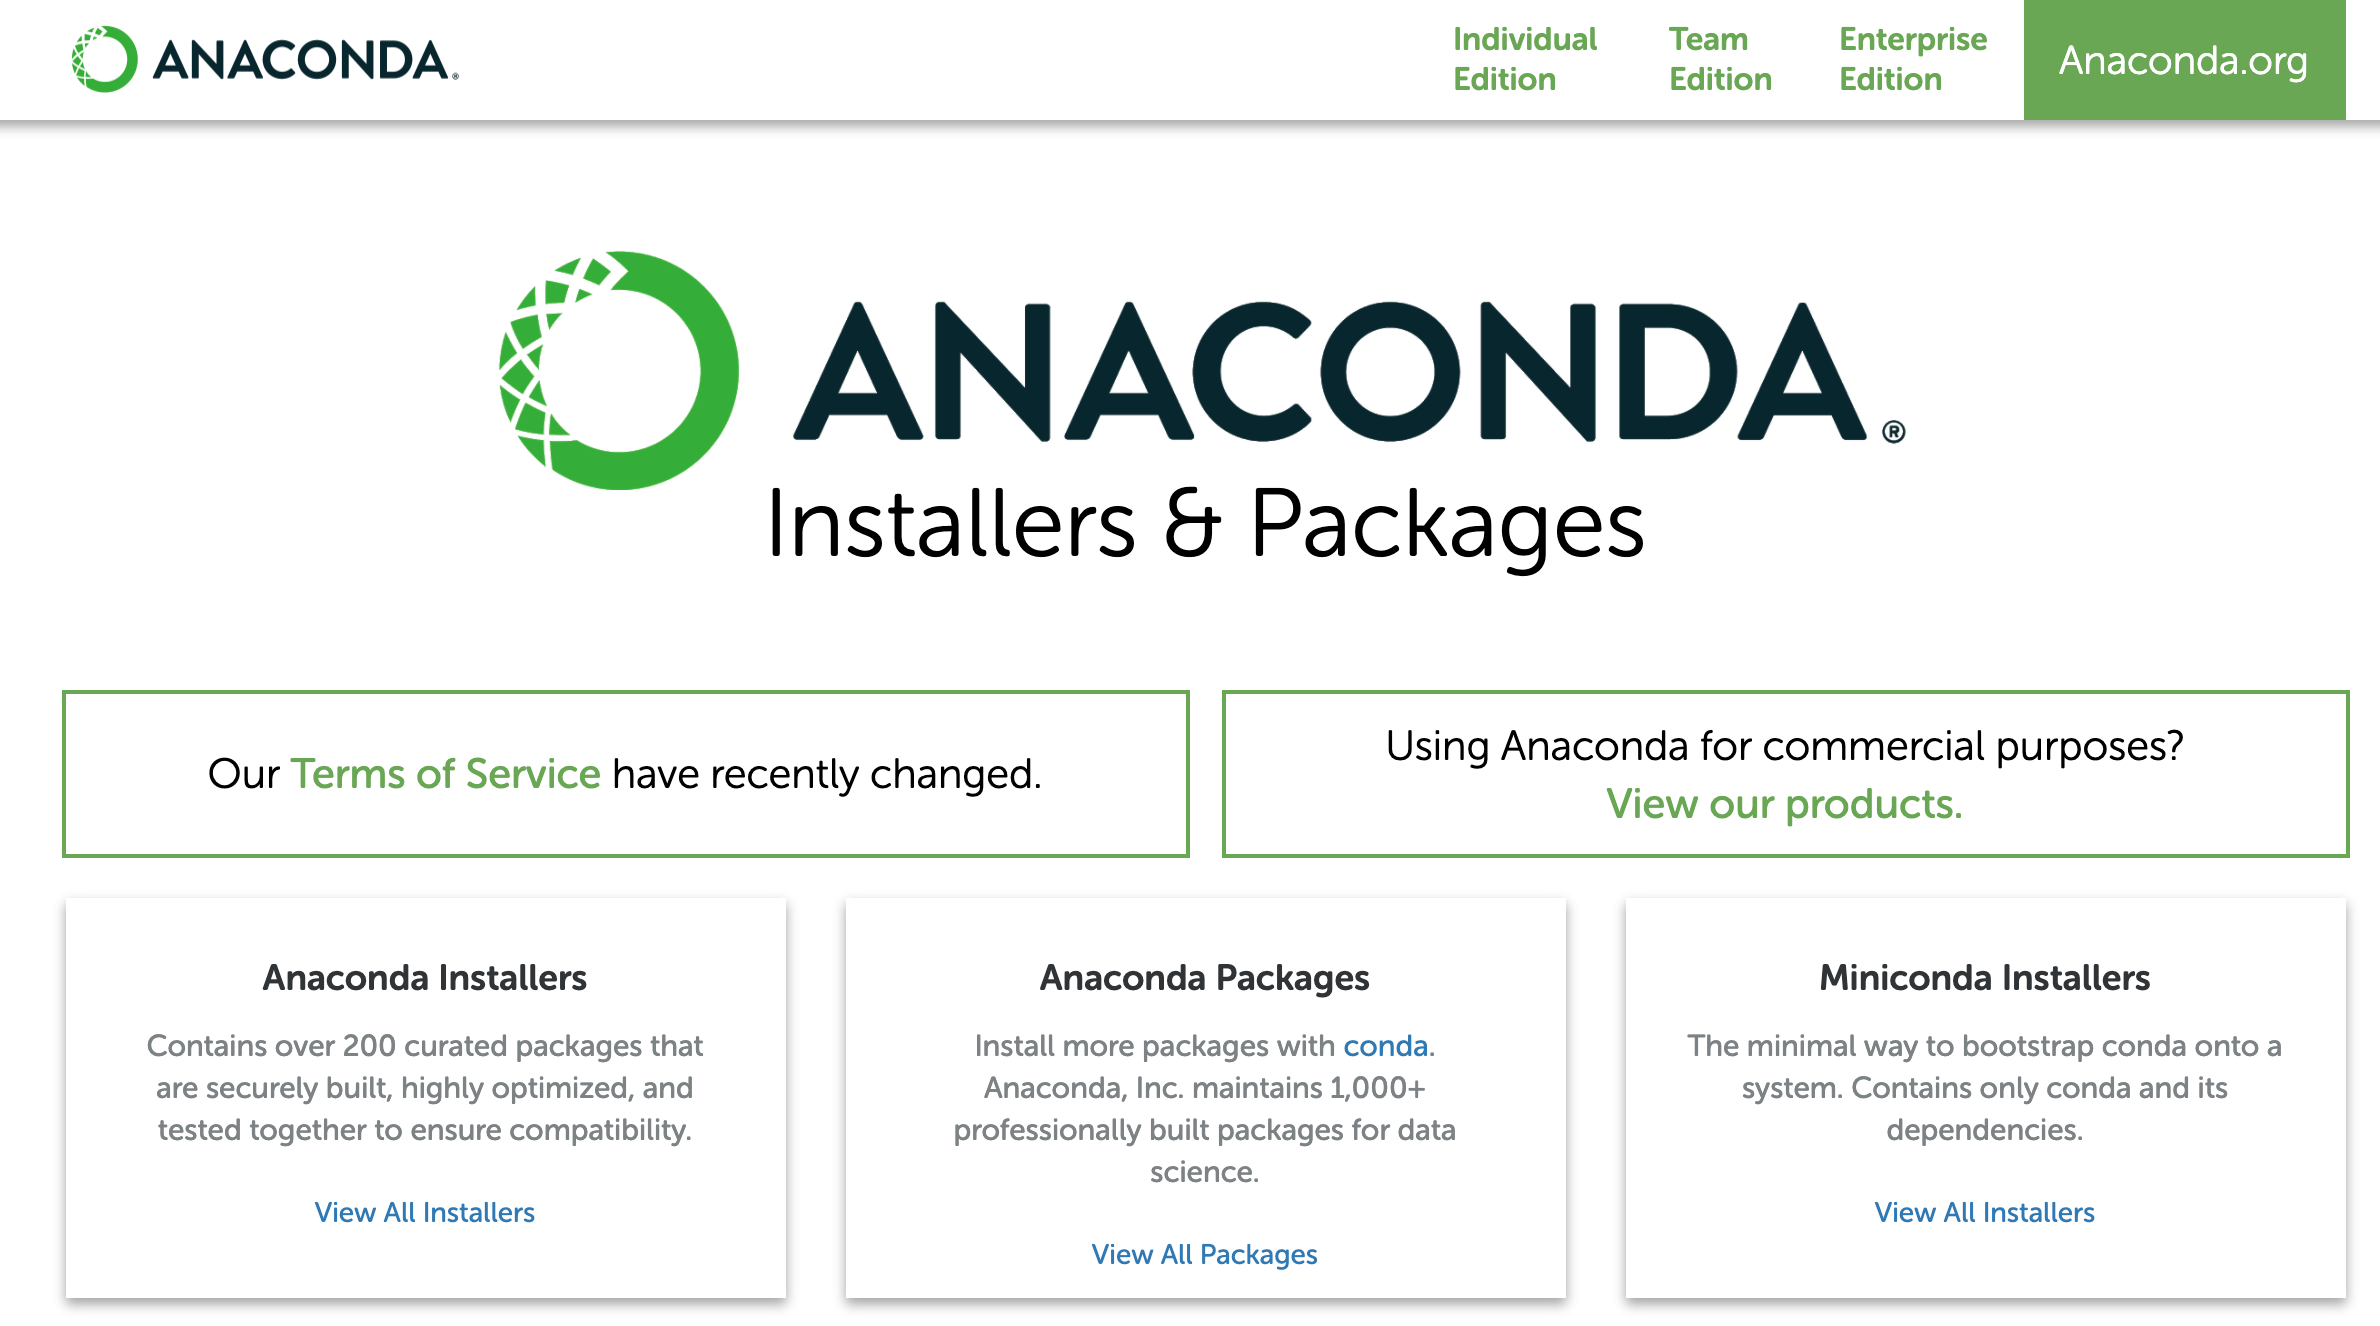 ANACONDA®
Individual
Edition
Team
Edition
Enterprise
Edition
Anaconda.org
ANACONDA®
Installers & Packages
Our Terms of Service have recently changed.
Using Anaconda for commercial purposes?
View our products.
Anaconda Installers
Contains over 200 curated packages that
are securely built, highly optimized, and
tested together to ensure compatibility.
View All Installers
Anaconda Packages
Install more packages with conda.
Anaconda, Inc. maintains 1,000+
professionally built packages for data
science.
View All Packages
Miniconda Installers
The minimal way to bootstrap conda onto a
system. Contains only conda and its
dependencies.
View All Installers